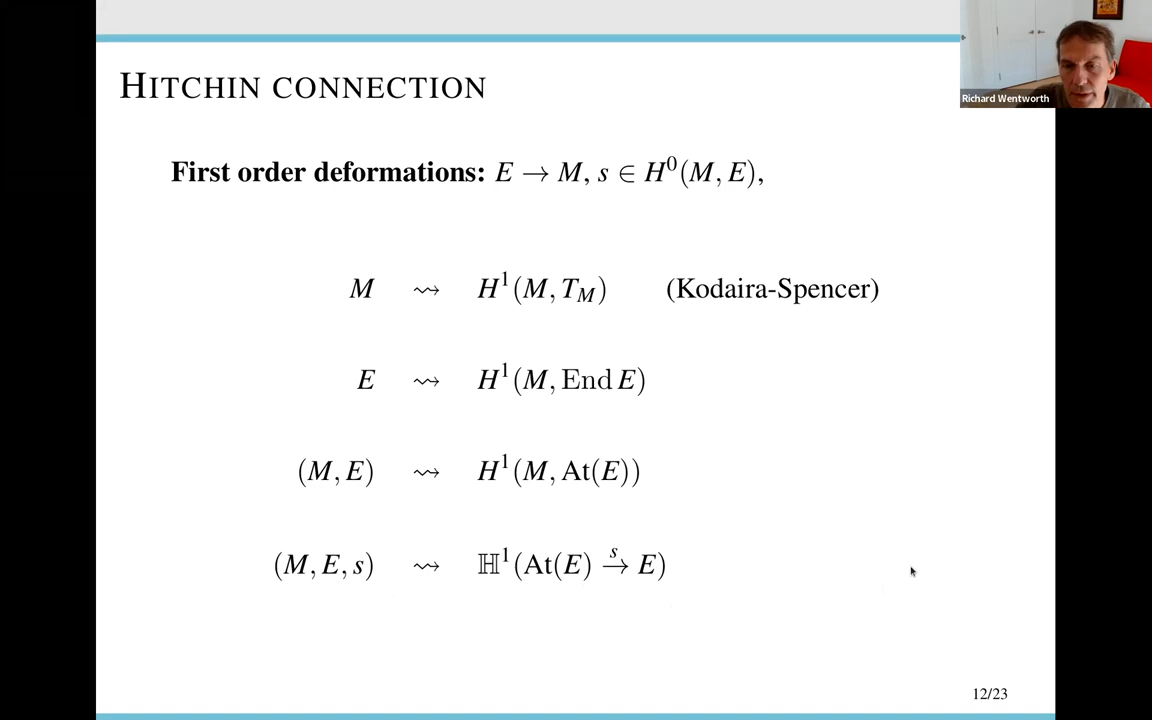 HITCHIN CONNECTION
Richard Wentworth
First order deformations: E → M, s ∈ H⁰(M, E),
M ⇝ H¹(M, T_M) (Kodaira-Spencer)
E ⇝ H¹(M, End E)
(M, E) ⇝ H¹(M, At(E))
(M, E, s) ⇝ ℍ¹(At(E) →^s E)
12/23